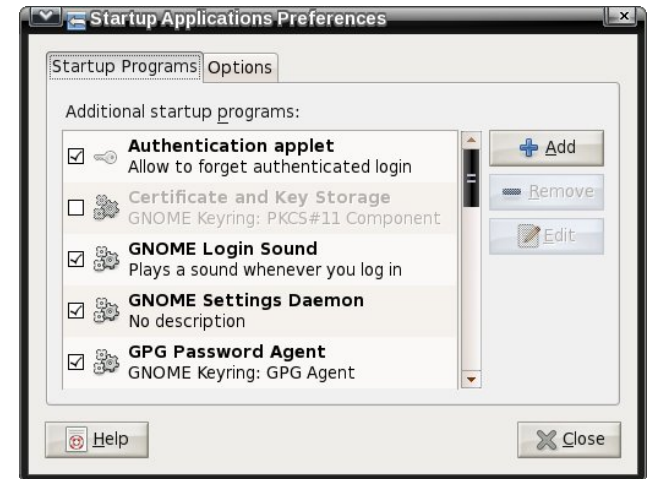 Startup Applications Preferences
Startup Programs Options
Additional startup programs:
Authentication applet
Allow to forget authenticated login
Certificate and Key Storage
GNOME Keyring: PKCS#11 Component
GNOME Login Sound
Plays a sound whenever you log in
GNOME Settings Daemon
No description
GPG Password Agent
GNOME Keyring: GPG Agent
Add
Remove
Edit
Help
Close